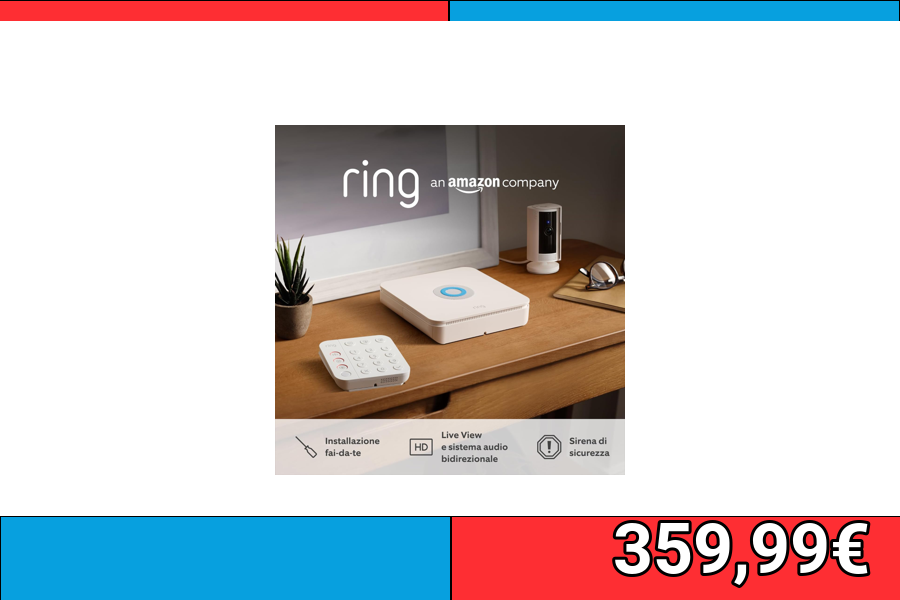 ring an amazon company
Installazione
fai-da-te
HD
Live View
e sistema audio
bidirezionale
Sirena di
sicurezza
359,99€